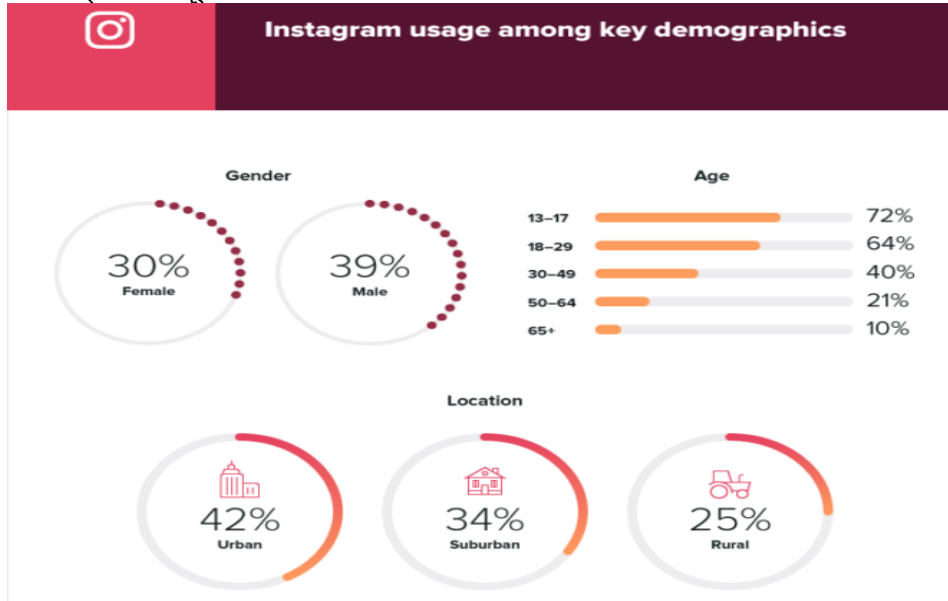 Instagram usage among key demographics
Gender
30%
Female
39%
Male
Age
13–17 72%
18–29 64%
30–49 40%
50–64 21%
65+ 10%
Location
42%
Urban
34%
Suburban
25%
Rural